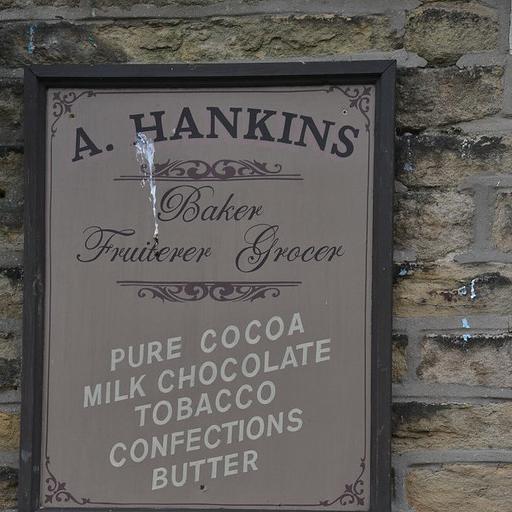 A. HANKINS
Baker
Fruiterer Grocer
PURE COCOA
MILK CHOCOLATE
TOBACCO
CONFECTIONS
BUTTER